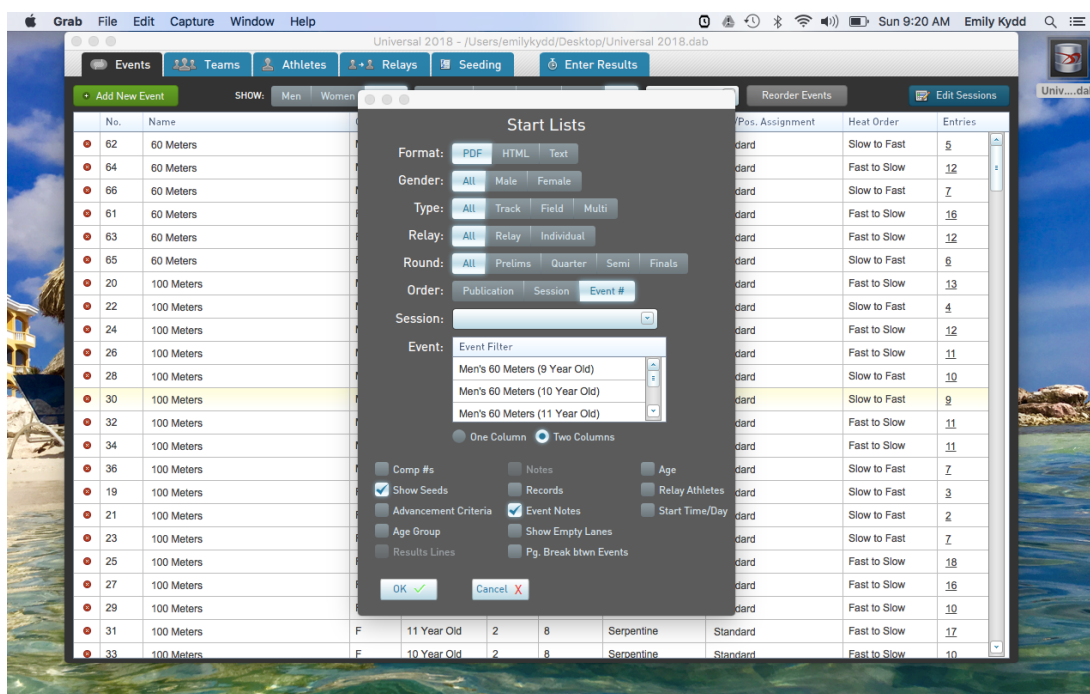 Grab File Edit Capture Window Help Sun 9:20 AM Emily Kydd
Universal 2018 - /Users/emilykydd/Desktop/Universal 2018.dab
Events Teams Athletes Relays Seeding Enter Results
Univ....dal
Add New Event SHOW: Men Women Reorder Events Edit Sessions
No. Name /Pos. Assignment Heat Order Entries
62 60 Meters dard Slow to Fast 5
64 60 Meters dard Slow to Fast 12
66 60 Meters dard Slow to Fast 7
61 60 Meters dard Fast to Slow 16
63 60 Meters dard Fast to Slow 12
65 60 Meters dard Fast to Slow 6
20 100 Meters dard Slow to Fast 13
22 100 Meters dard Slow to Fast 4
24 100 Meters dard Slow to Fast 12
26 100 Meters dard Slow to Fast 11
28 100 Meters dard Slow to Fast 10
30 100 Meters dard Slow to Fast 9
32 100 Meters dard Slow to Fast 11
34 100 Meters dard Slow to Fast 11
36 100 Meters dard Slow to Fast 7
19 100 Meters dard Slow to Fast 3
21 100 Meters dard Slow to Fast 2
23 100 Meters dard Slow to Fast 7
25 100 Meters dard Fast to Slow 18
27 100 Meters dard Fast to Slow 16
29 100 Meters dard Fast to Slow 10
31 100 Meters F 11 Year Old 2 8 Serpentine Standard Fast to Slow 17
33 100 Meters F 10 Year Old 2 8 Serpentine Standard Fast to Slow 10
Start Lists
Format: PDF HTML Text
Gender: All Male Female
Type: All Track Field Multi
Relay: All Relay Individual
Round: All Prelims Quarter Semi Finals
Order: Publication Session Event #
Session:
Event: Event Filter
Men's 60 Meters (9 Year Old)
Men's 60 Meters (10 Year Old)
Men's 60 Meters (11 Year Old)
One Column Two Columns
Comp #s Notes Age
Show Seeds Records Relay Athletes
Advancement Criteria Event Notes Start Time/Day
Age Group Show Empty Lanes
Results Lines Pg. Break btwn Events
OK Cancel X